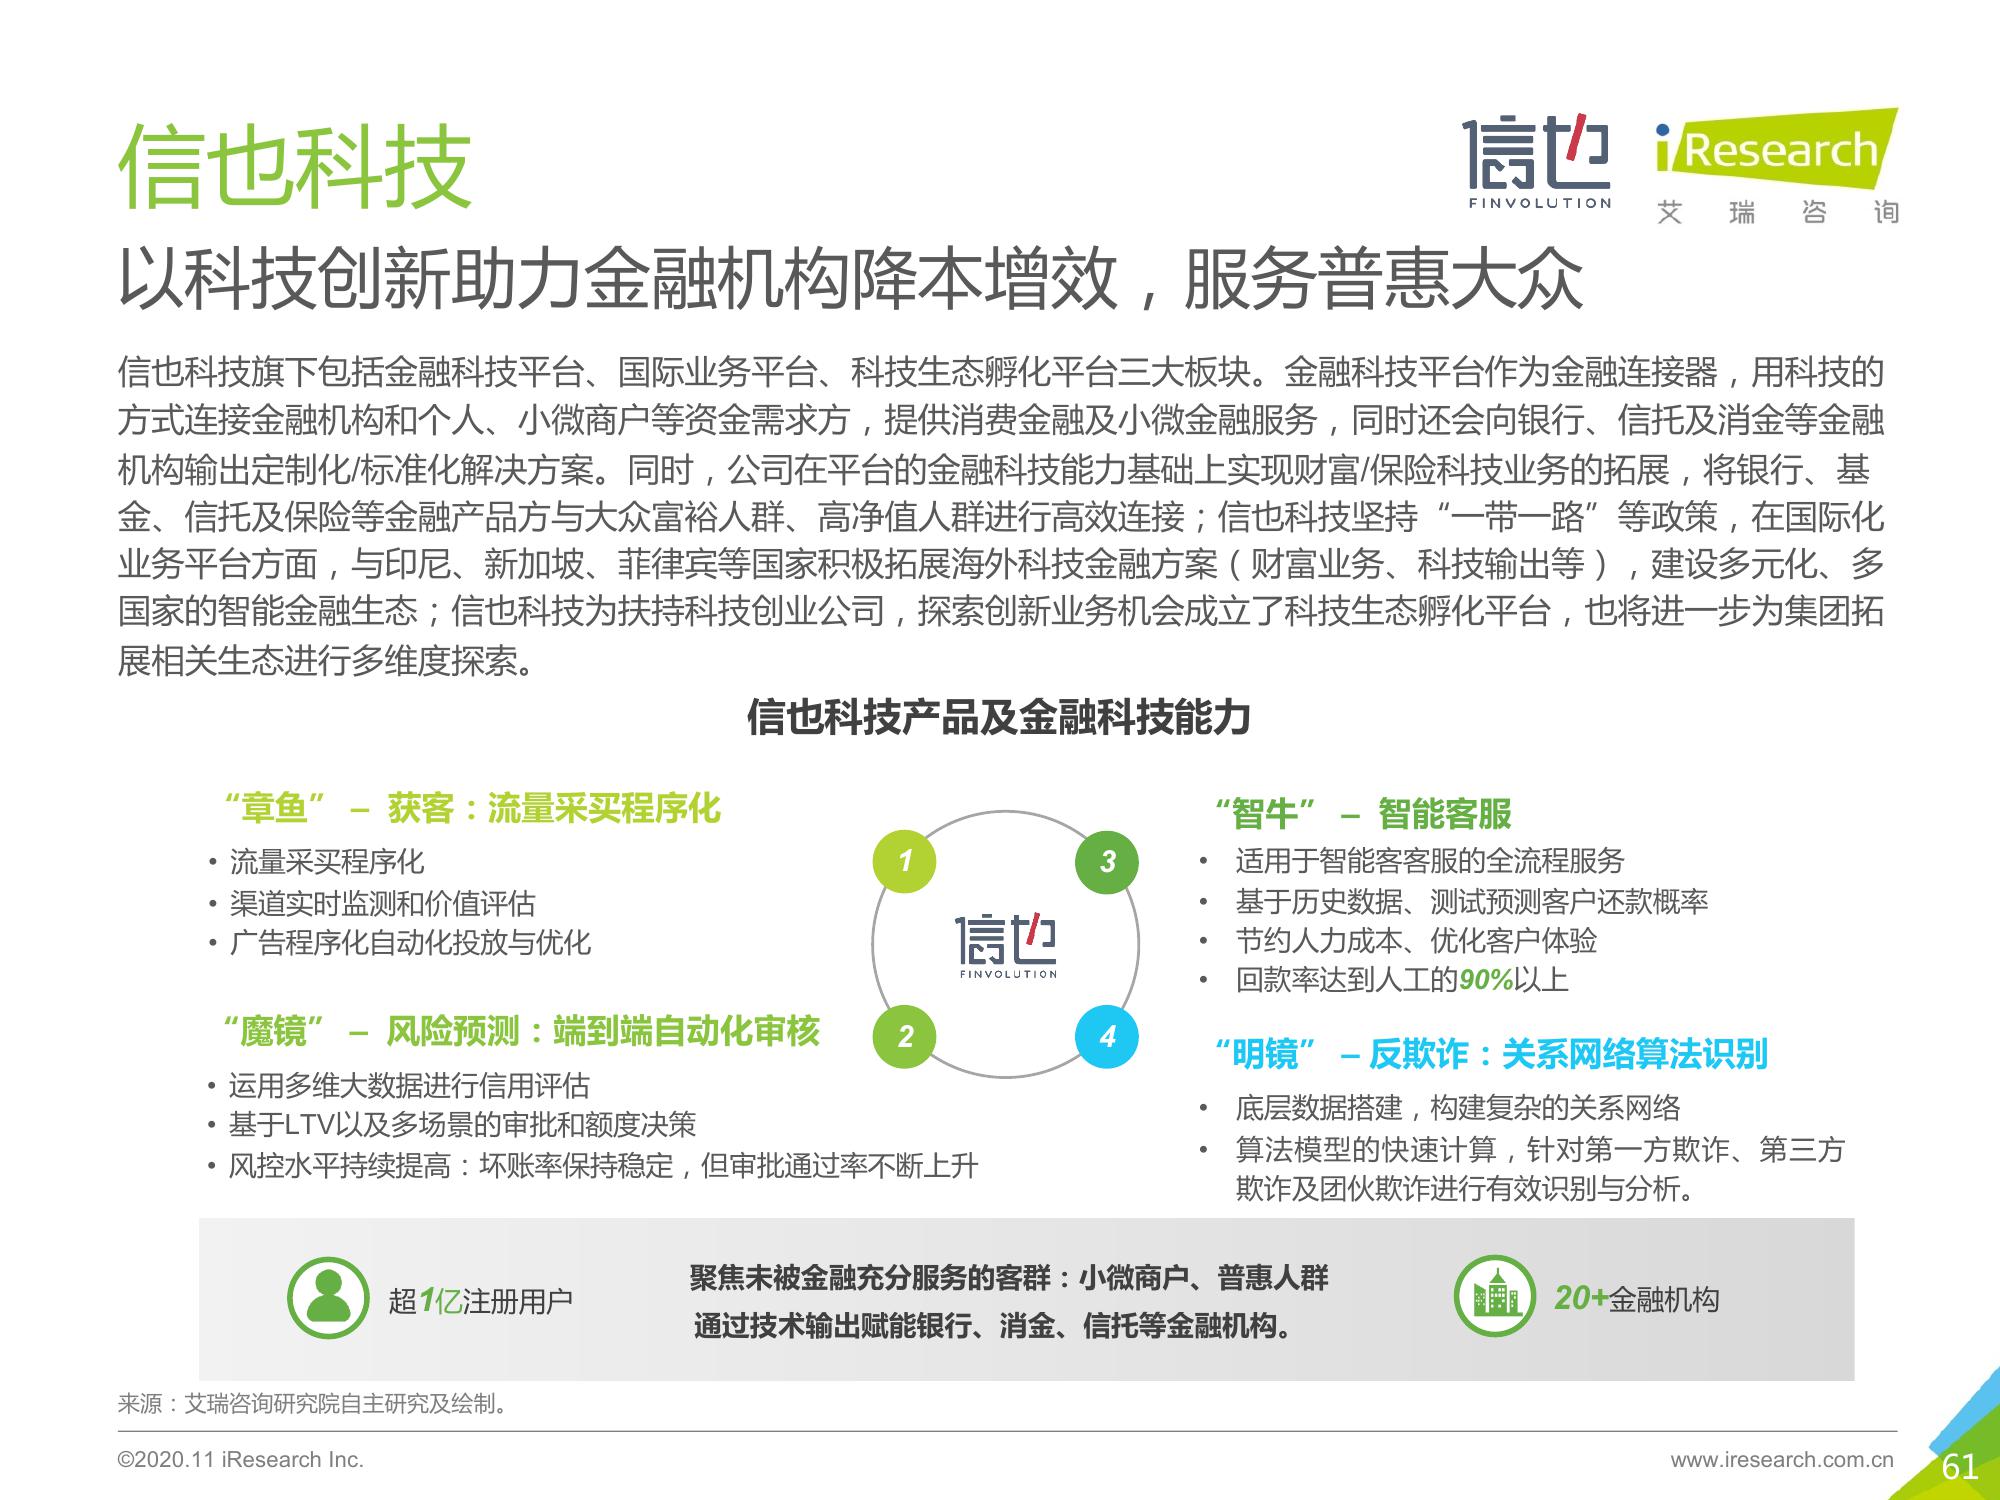 信也科技
信也
FINVOLUTION
iResearch
艾瑞咨询
以科技创新助力金融机构降本增效，服务普惠大众
信也科技旗下包括金融科技平台、国际业务平台、科技生态孵化平台三大板块。金融科技平台作为金融连接器，用科技的
方式连接金融机构和个人、小微商户等资金需求方，提供消费金融及小微金融服务，同时还会向银行、信托及消金等金融
机构输出定制化/标准化解决方案。同时，公司在平台的金融科技能力基础上实现财富/保险科技业务的拓展，将银行、基
金、信托及保险等金融产品方与大众富裕人群、高净值人群进行高效连接；信也科技坚持“一带一路”等政策，在国际化
业务平台方面，与印尼、新加坡、菲律宾等国家积极拓展海外科技金融方案（财富业务、科技输出等），建设多元化、多
国家的智能金融生态；信也科技为扶持科技创业公司，探索创新业务机会成立了科技生态孵化平台，也将进一步为集团拓
展相关生态进行多维度探索。
信也科技产品及金融科技能力
“章鱼” – 获客：流量采买程序化
• 流量采买程序化
• 渠道实时监测和价值评估
• 广告程序化自动化投放与优化
“魔镜” – 风险预测：端到端自动化审核
• 运用多维大数据进行信用评估
• 基于LTV以及多场景的审批和额度决策
• 风控水平持续提高：坏账率保持稳定，但审批通过率不断上升
1
3
信也
FINVOLUTION
2
4
“智牛” – 智能客服
• 适用于智能客客服的全流程服务
• 基于历史数据、测试预测客户还款概率
• 节约人力成本、优化客户体验
• 回款率达到人工的90%以上
“明镜” – 反欺诈：关系网络算法识别
• 底层数据搭建，构建复杂的关系网络
• 算法模型的快速计算，针对第一方欺诈、第三方
欺诈及团伙欺诈进行有效识别与分析。
超1亿注册用户
聚焦未被金融充分服务的客群：小微商户、普惠人群
通过技术输出赋能银行、消金、信托等金融机构。
20+金融机构
来源：艾瑞咨询研究院自主研究及绘制。
©2020.11 iResearch Inc.
www.iresearch.com.cn
61